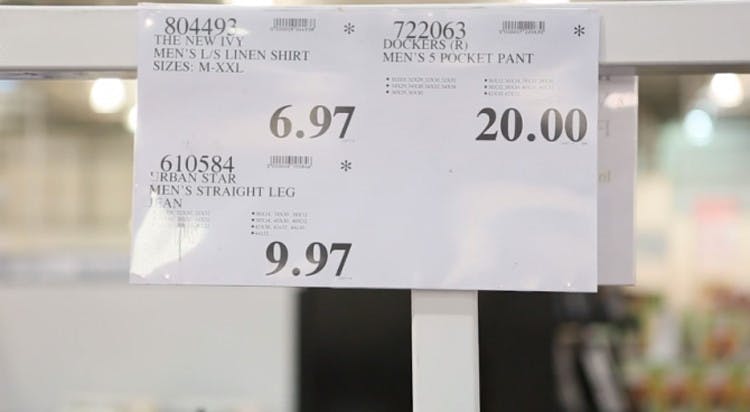 804493 *
THE NEW IVY
MEN'S L/S LINEN SHIRT
SIZES: M-XXL
6.97
722063 *
DOCKERS (R)
MEN'S 5 POCKET PANT
20.00
610584 *
URBAN STAR
MEN'S STRAIGHT LEG
JEAN
9.97